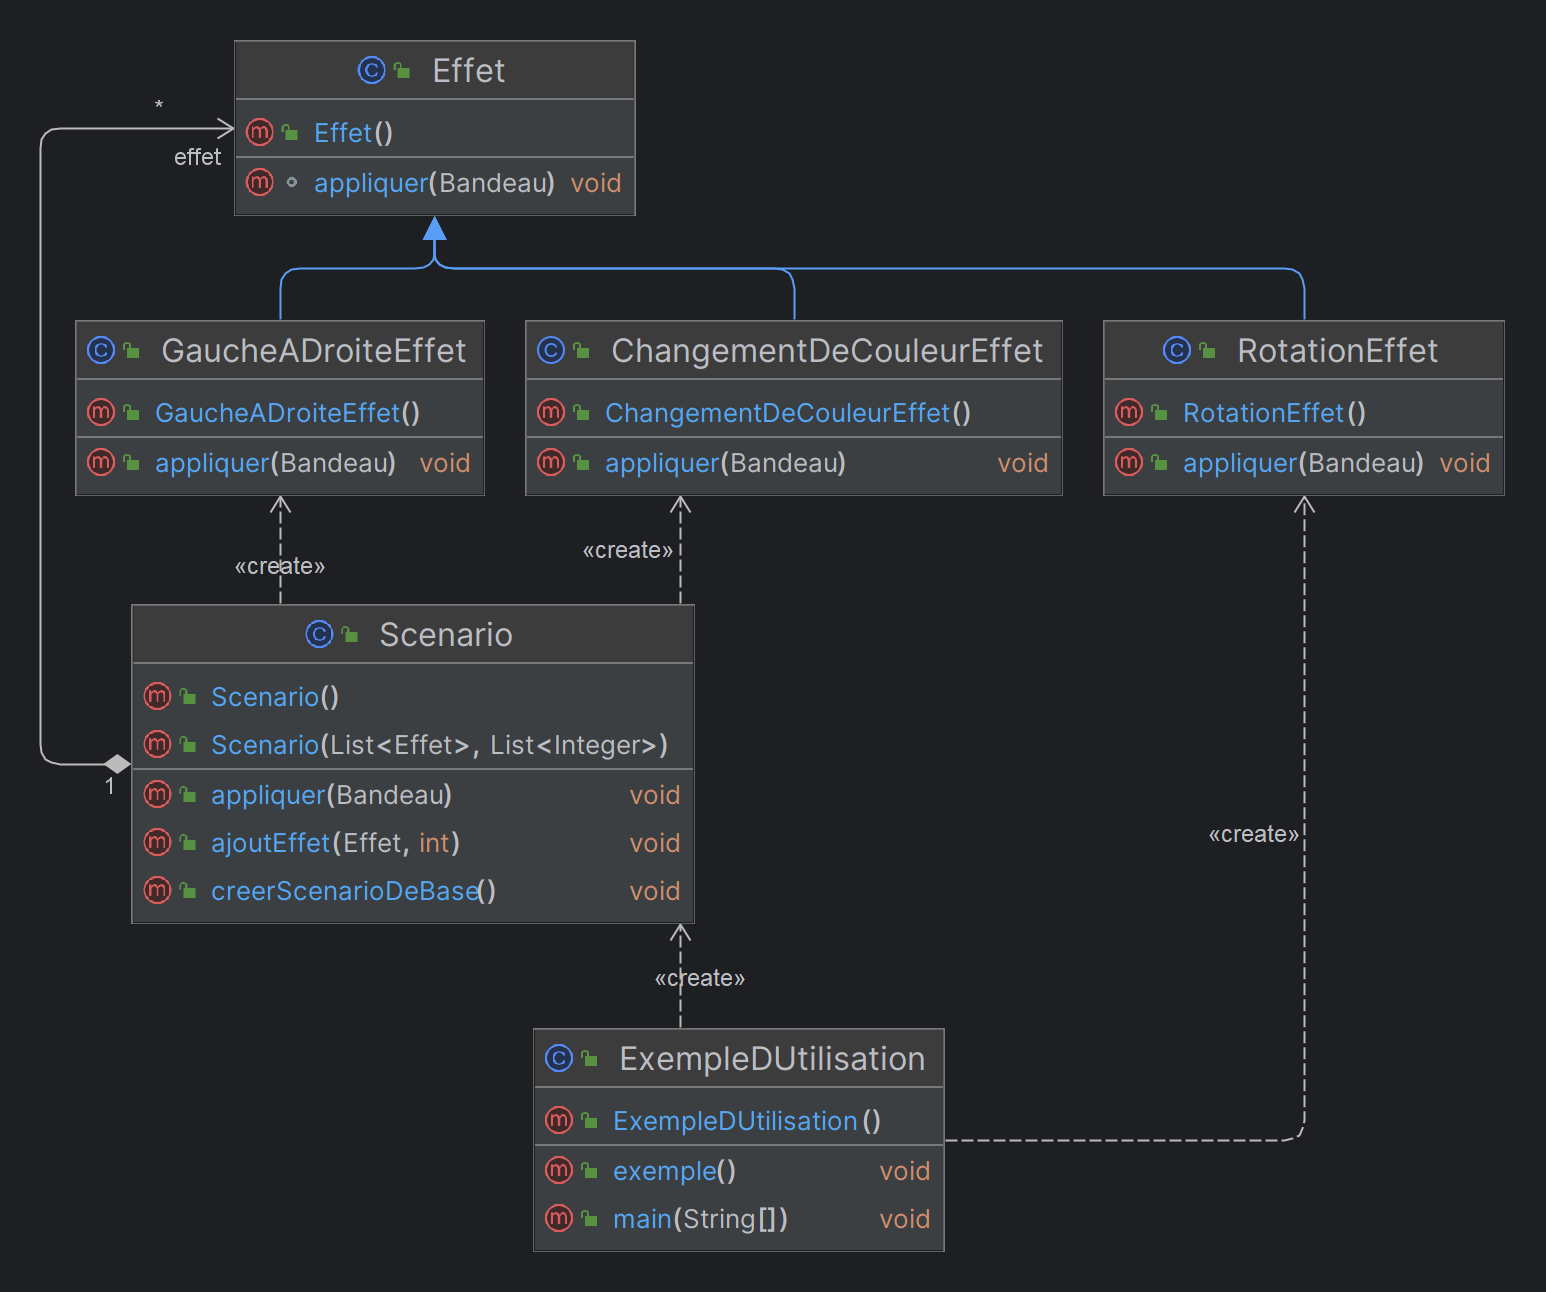 Effet
*
Effet()
effet
appliquer(Bandeau) void
GaucheADroiteEffet
GaucheADroiteEffet()
appliquer(Bandeau) void
ChangementDeCouleurEffet
ChangementDeCouleurEffet()
appliquer(Bandeau) void
RotationEffet
RotationEffet()
appliquer(Bandeau) void
«create»
«create»
Scenario
Scenario()
Scenario(List<Effet>, List<Integer>)
1
appliquer(Bandeau) void
ajoutEffet(Effet, int) void
creerScenarioDeBase() void
«create»
«create»
ExempleDUtilisation
ExempleDUtilisation()
exemple() void
main(String[]) void